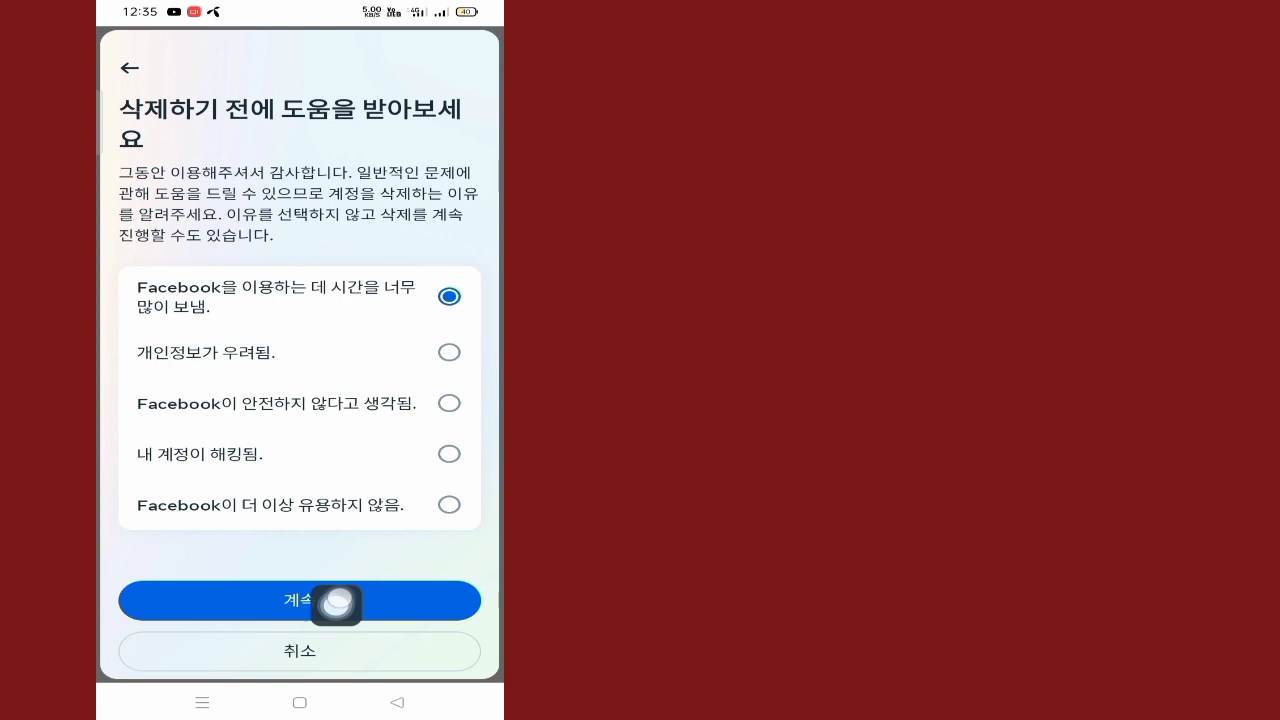 12:35
5.00 KB/S Vo LTE 4G 40
삭제하기 전에 도움을 받아보세
요
그동안 이용해주셔서 감사합니다. 일반적인 문제에
관해 도움을 드릴 수 있으므로 계정을 삭제하는 이유
를 알려주세요. 이유를 선택하지 않고 삭제를 계속
진행할 수도 있습니다.
Facebook을 이용하는 데 시간을 너무
많이 보냄.
개인정보가 우려됨.
Facebook이 안전하지 않다고 생각됨.
내 계정이 해킹됨.
Facebook이 더 이상 유용하지 않음.
계속
취소